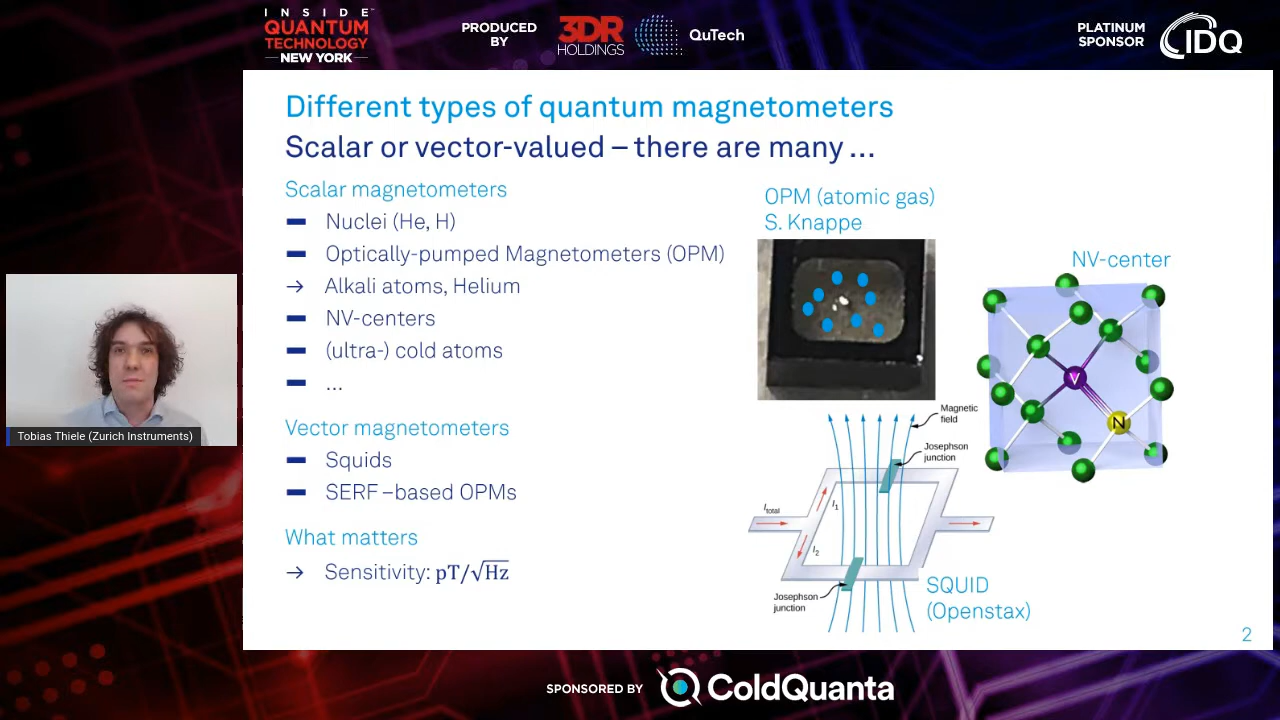 INSIDE
QUANTUM
TECHNOLOGY
NEW YORK
PRODUCED
BY
3DR
HOLDINGS
QuTech
PLATINUM
SPONSOR
IDQ
Different types of quantum magnetometers
Scalar or vector-valued – there are many ...
Scalar magnetometers
Nuclei (He, H)
Optically-pumped Magnetometers (OPM)
→ Alkali atoms, Helium
NV-centers
(ultra-) cold atoms
...
Vector magnetometers
Squids
SERF –based OPMs
What matters
→ Sensitivity: pT/√Hz
OPM (atomic gas)
S. Knappe
NV-center
V
N
Magnetic
field
Josephson
junction
Itotal
I1
I2
Josephson
junction
SQUID
(Openstax)
2
Tobias Thiele (Zurich Instruments)
SPONSORED BY
ColdQuanta